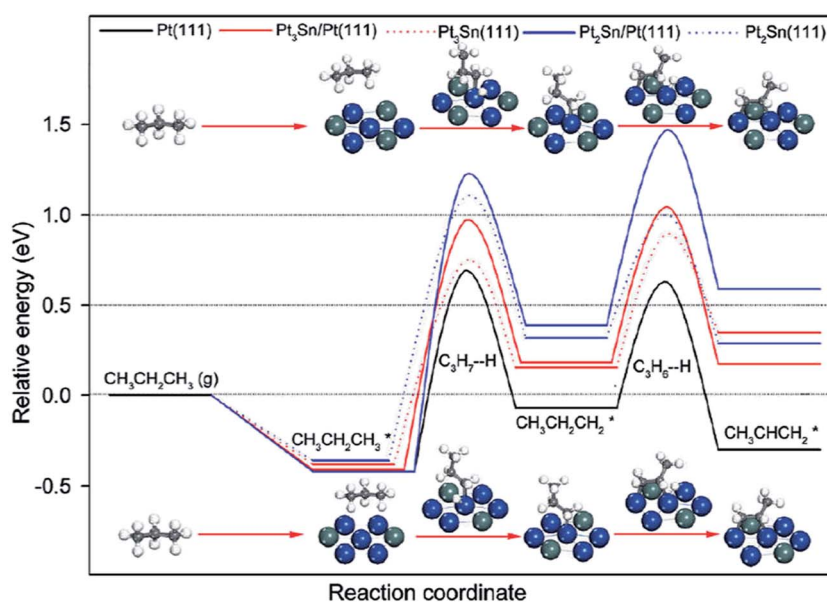 Pt(111) Pt₃Sn/Pt(111) Pt₃Sn(111) Pt₂Sn/Pt(111) Pt₂Sn(111)
1.5
1.0
0.5
0.0
-0.5
Relative energy (eV)
CH₃CH₂CH₃ (g)
CH₃CH₂CH₃ *
C₃H₇--H
CH₃CH₂CH₂ *
C₃H₆--H
CH₃CHCH₂ *
Reaction coordinate